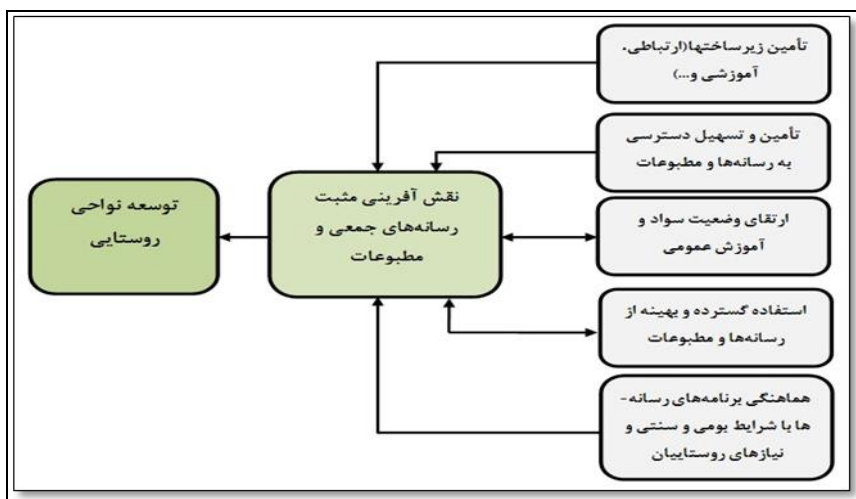 تأمین زیرساختها(ارتباطی،
آموزشی و...)
تأمین و تسهیل دسترسی
به رسانه‌ها و مطبوعات
ارتقای وضعیت سواد و
آموزش عمومی
استفاده گسترده و بهینه از
رسانه‌ها و مطبوعات
هماهنگی برنامه‌های رسانه-
ها با شرایط بومی و سنتی و
نیازهای روستاییان
نقش آفرینی مثبت
رسانه‌های جمعی و
مطبوعات
توسعه نواحی
روستایی